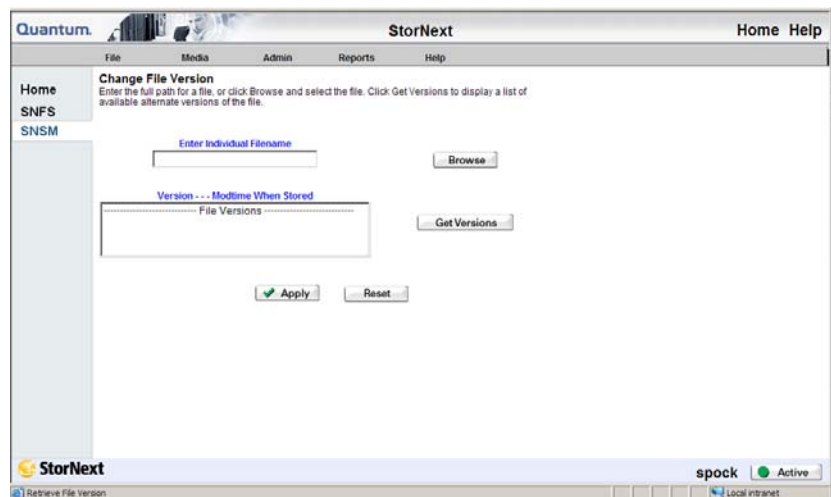 Quantum.
StorNext
Home Help
File Media Admin Reports Help
Home
SNFS
SNSM
Change File Version
Enter the full path for a file, or click Browse and select the file. Click Get Versions to display a list of
available alternate versions of the file.
Enter Individual Filename
Browse
Version - - - Modtime When Stored
------------------------- File Versions -------------------------
Get Versions
Apply Reset
StorNext
spock Active
Retrieve File Version
Local intranet